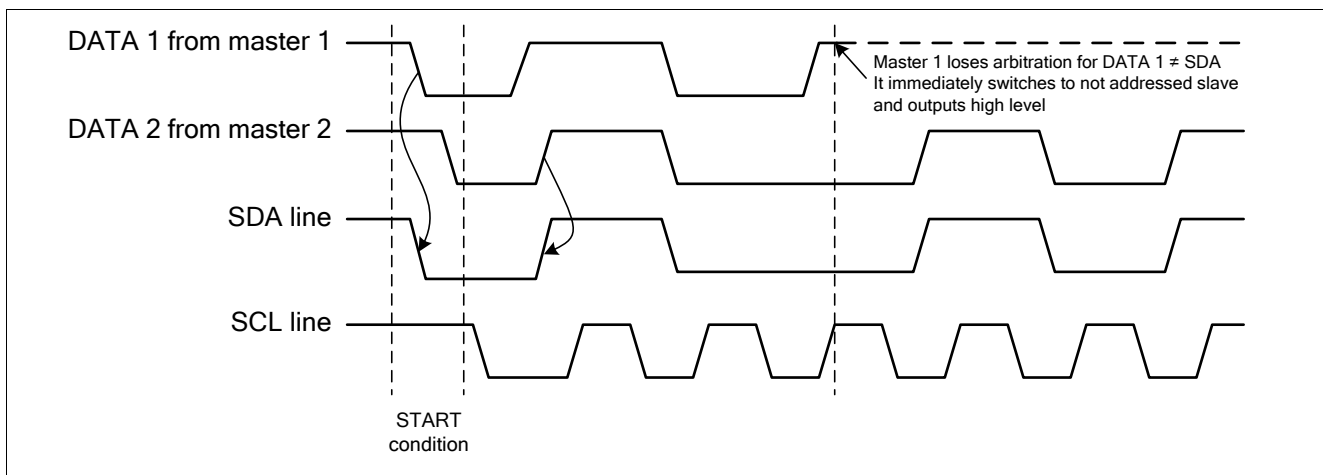 DATA 1 from master 1
Master 1 loses arbitration for DATA 1 ≠ SDA
It immediately switches to not addressed slave
and outputs high level
DATA 2 from master 2
SDA line
SCL line
START
condition